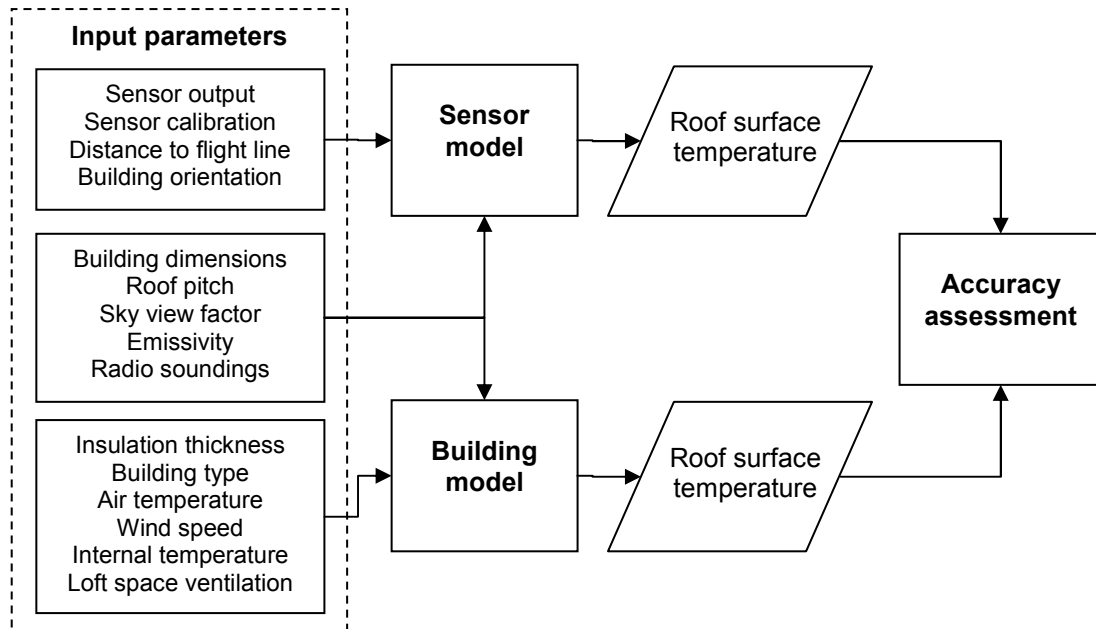 Input parameters
Sensor output
Sensor calibration
Distance to flight line
Building orientation
Building dimensions
Roof pitch
Sky view factor
Emissivity
Radio soundings
Insulation thickness
Building type
Air temperature
Wind speed
Internal temperature
Loft space ventilation
Sensor
model
Building
model
Roof surface
temperature
Roof surface
temperature
Accuracy
assessment